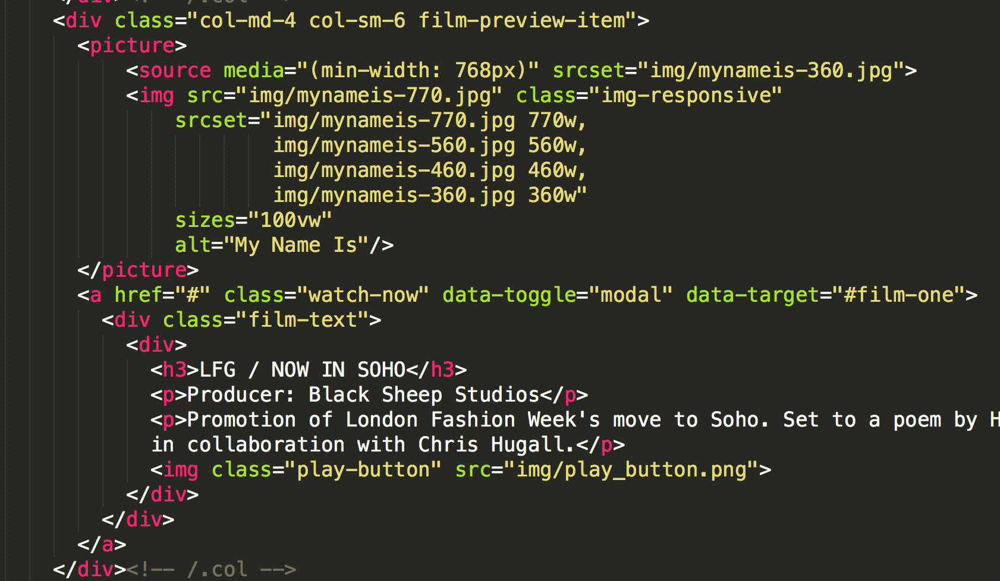 </div><!-- /.col -->
<div class="col-md-4 col-sm-6 film-preview-item">
<picture>
<source media="(min-width: 768px)" srcset="img/mynameis-360.jpg">
<img src="img/mynameis-770.jpg" class="img-responsive"
srcset="img/mynameis-770.jpg 770w,
img/mynameis-560.jpg 560w,
img/mynameis-460.jpg 460w,
img/mynameis-360.jpg 360w"
sizes="100vw"
alt="My Name Is"/>
</picture>
<a href="#" class="watch-now" data-toggle="modal" data-target="#film-one">
<div class="film-text">
<div>
<h3>LFG / NOW IN SOHO</h3>
<p>Producer: Black Sheep Studios</p>
<p>Promotion of London Fashion Week's move to Soho. Set to a poem by
in collaboration with Chris Hugall.</p>
<img class="play-button" src="img/play_button.png">
</div>
</div>
</a>
</div><!-- /.col -->